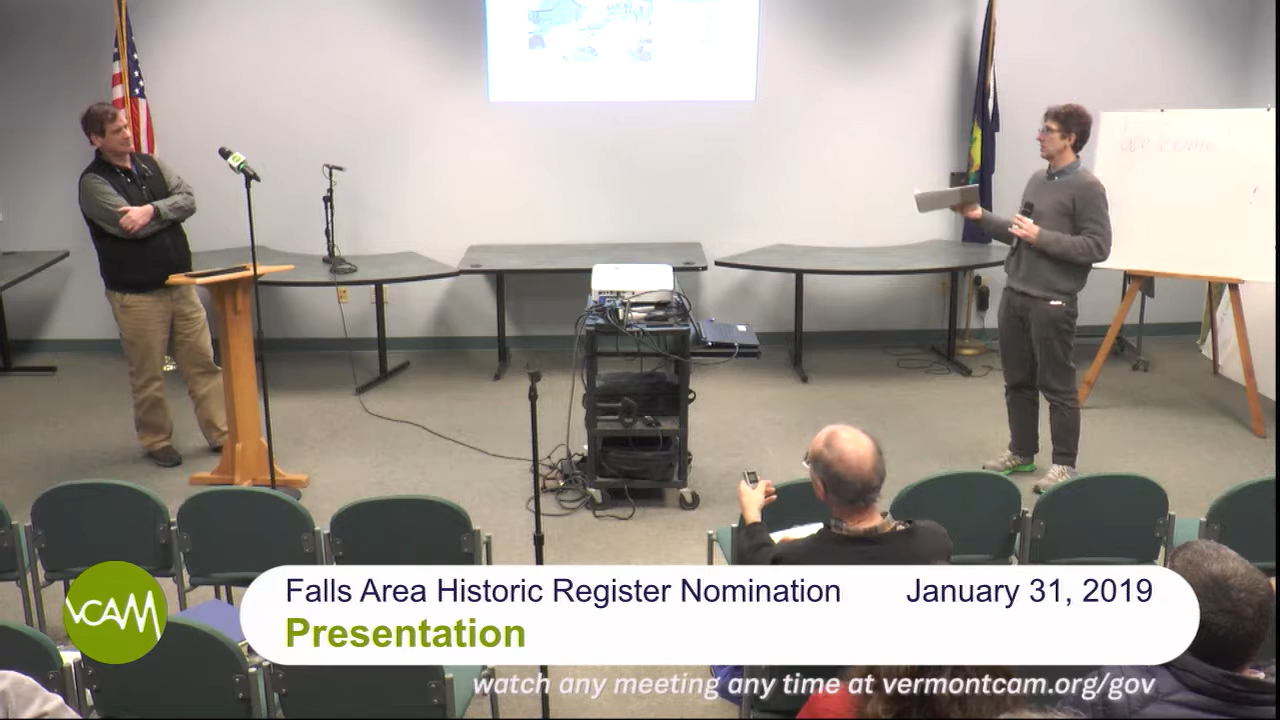 Welcome
VCAM
Falls Area Historic Register Nomination January 31, 2019
Presentation
watch any meeting any time at vermontcam.org/gov